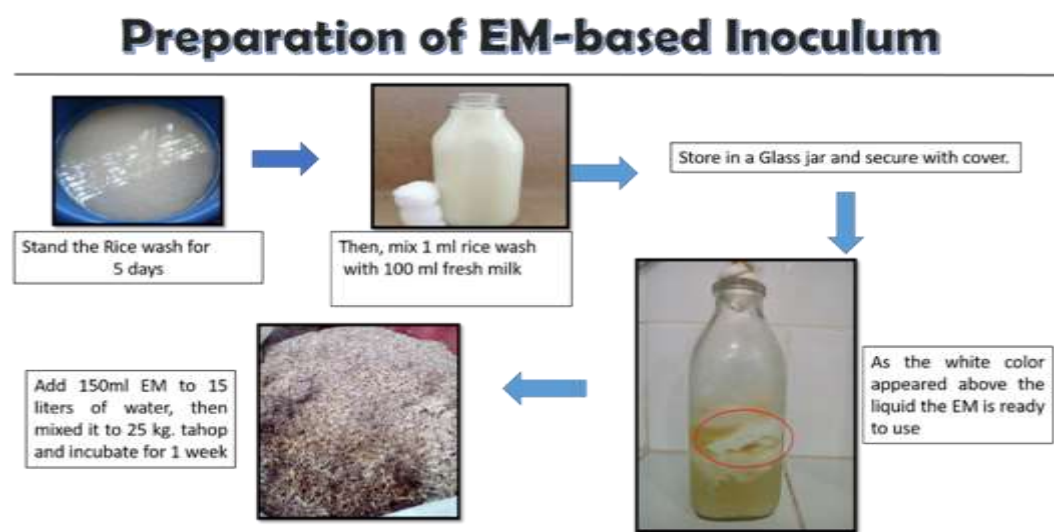 Preparation of EM-based Inoculum
Stand the Rice wash for
5 days
Then, mix 1 ml rice wash
with 100 ml fresh milk
Store in a Glass jar and secure with cover.
As the white color
appeared above the
liquid the EM is ready
to use
Add 150ml EM to 15
liters of water, then
mixed it to 25 kg. tahop
and incubate for 1 week